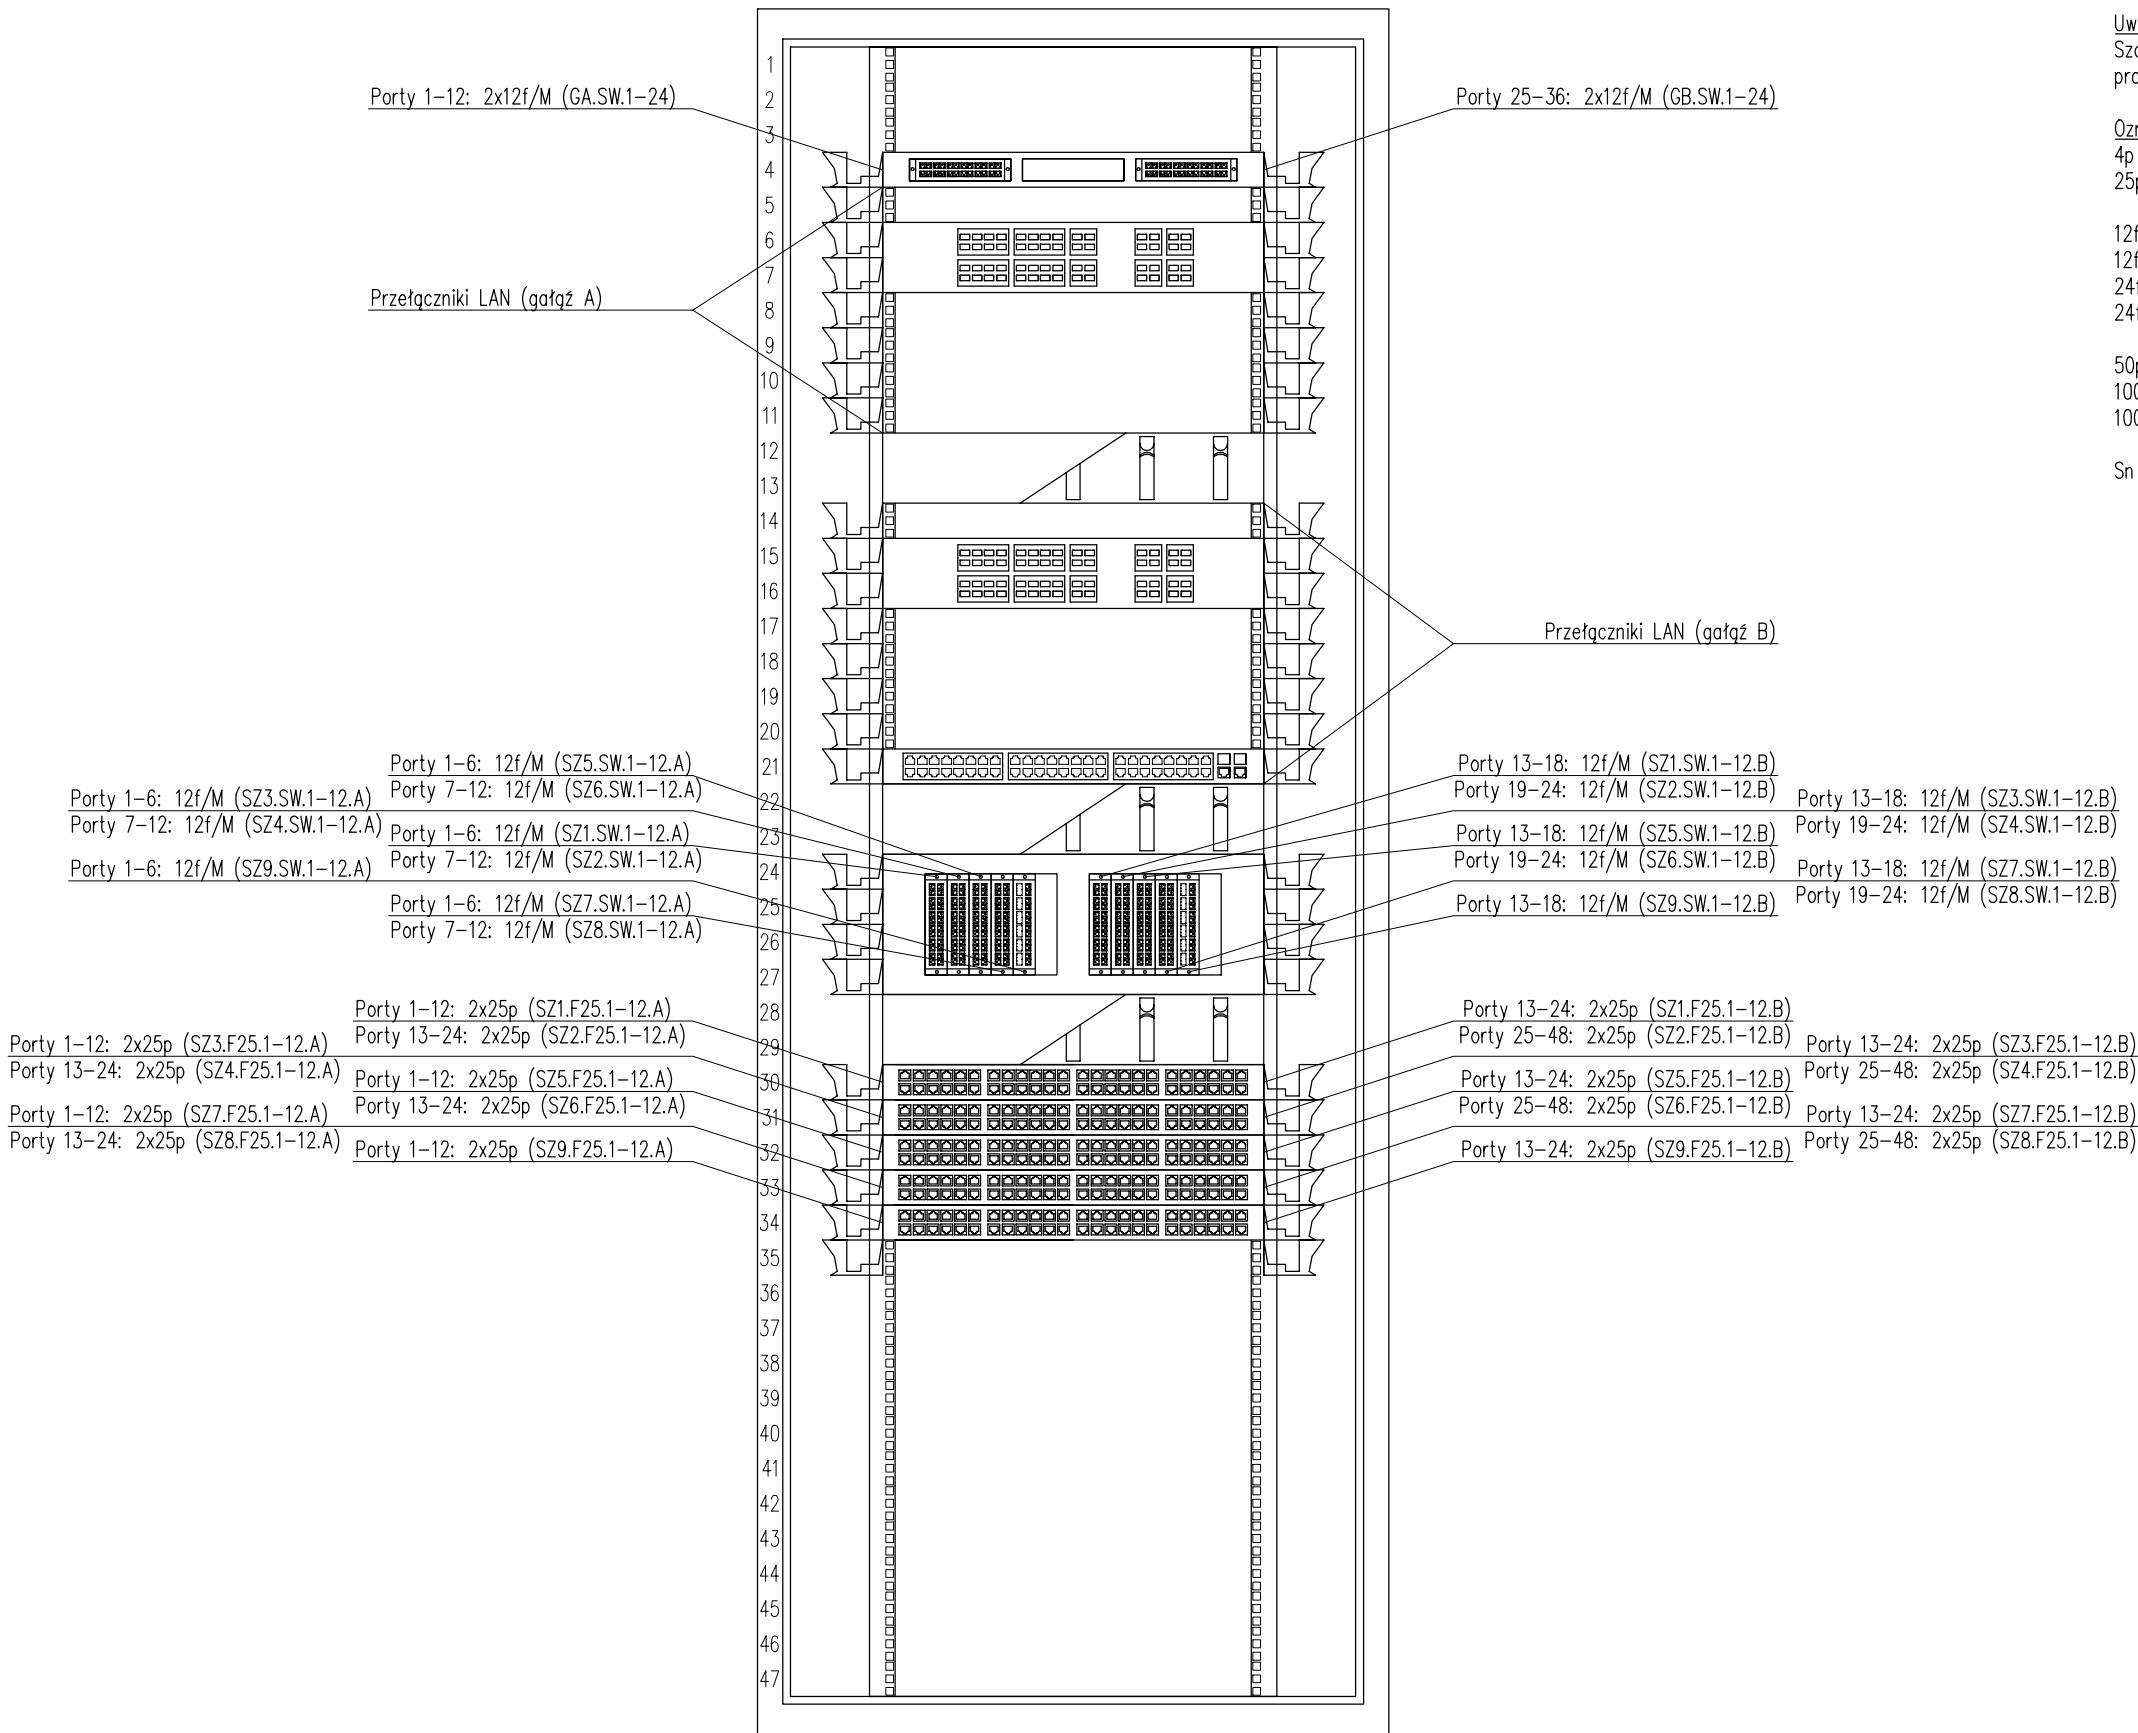 Porty 1-12: 2x12f/M (GA.SW.1-24)
Przełączniki LAN (gałąź A)
Porty 1-6: 12f/M (SZ5.SW.1-12.A)
Porty 7-12: 12f/M (SZ6.SW.1-12.A)
Porty 1-6: 12f/M (SZ3.SW.1-12.A)
Porty 7-12: 12f/M (SZ4.SW.1-12.A)
Porty 1-6: 12f/M (SZ1.SW.1-12.A)
Porty 7-12: 12f/M (SZ2.SW.1-12.A)
Porty 1-6: 12f/M (SZ9.SW.1-12.A)
Porty 1-6: 12f/M (SZ7.SW.1-12.A)
Porty 7-12: 12f/M (SZ8.SW.1-12.A)
Porty 1-12: 2x25p (SZ1.F25.1-12.A)
Porty 13-24: 2x25p (SZ2.F25.1-12.A)
Porty 1-12: 2x25p (SZ3.F25.1-12.A)
Porty 13-24: 2x25p (SZ4.F25.1-12.A)
Porty 1-12: 2x25p (SZ5.F25.1-12.A)
Porty 13-24: 2x25p (SZ6.F25.1-12.A)
Porty 1-12: 2x25p (SZ7.F25.1-12.A)
Porty 13-24: 2x25p (SZ8.F25.1-12.A)
Porty 1-12: 2x25p (SZ9.F25.1-12.A)
1
2
3
4
5
6
7
8
9
10
11
12
13
14
15
16
17
18
19
20
21
22
23
24
25
26
27
28
29
30
31
32
33
34
35
36
37
38
39
40
41
42
43
44
45
46
47
Porty 25-36: 2x12f/M (GB.SW.1-24)
Przełączniki LAN (gałąź B)
Porty 13-18: 12f/M (SZ1.SW.1-12.B)
Porty 19-24: 12f/M (SZ2.SW.1-12.B)
Porty 13-18: 12f/M (SZ3.SW.1-12.B)
Porty 19-24: 12f/M (SZ4.SW.1-12.B)
Porty 13-18: 12f/M (SZ5.SW.1-12.B)
Porty 19-24: 12f/M (SZ6.SW.1-12.B)
Porty 13-18: 12f/M (SZ7.SW.1-12.B)
Porty 19-24: 12f/M (SZ8.SW.1-12.B)
Porty 13-18: 12f/M (SZ9.SW.1-12.B)
Porty 13-24: 2x25p (SZ1.F25.1-12.B)
Porty 25-48: 2x25p (SZ2.F25.1-12.B)
Porty 13-24: 2x25p (SZ3.F25.1-12.B)
Porty 25-48: 2x25p (SZ4.F25.1-12.B)
Porty 13-24: 2x25p (SZ5.F25.1-12.B)
Porty 25-48: 2x25p (SZ6.F25.1-12.B)
Porty 13-24: 2x25p (SZ7.F25.1-12.B)
Porty 25-48: 2x25p (SZ8.F25.1-12.B)
Porty 13-24: 2x25p (SZ9.F25.1-12.B)
4p
Sn